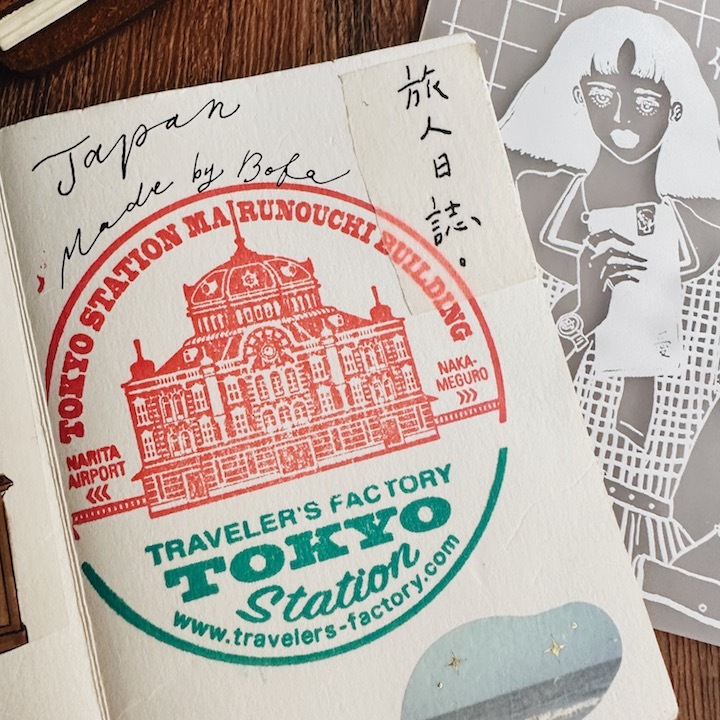 Japan
Made by Bofa
旅人日誌。
TOKYO STATION MARUNOUCHI BUILDING
NARITA
AIRPORT
<<<
NAKA-
MEGURO
>>>
TRAVELER'S FACTORY
TOKYO
Station
www.travelers-factory.com